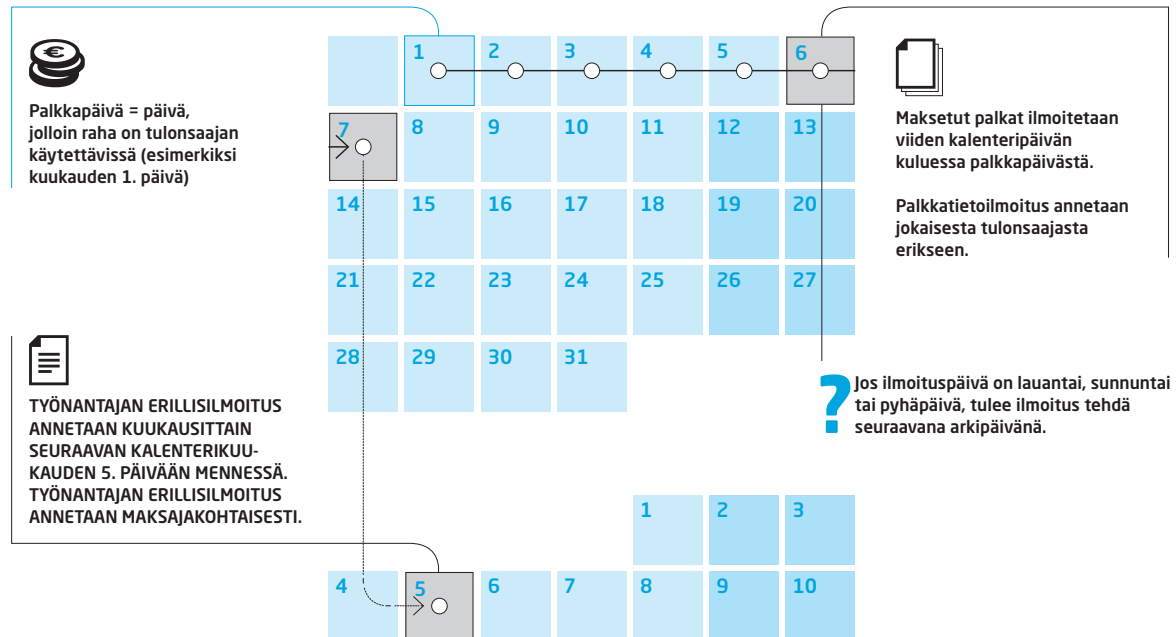 Palkkapäivä = päivä,
jolloin raha on tulonsaajan
käytettävissä (esimerkiksi
kuukauden 1. päivä)
1 2 3 4 5 6
7 8 9 10 11 12 13
14 15 16 17 18 19 20
21 22 23 24 25 26 27
28 29 30 31
Maksetut palkat ilmoitetaan
viiden kalenteripäivän
kuluessa palkkapäivästä.
Palkkatietoilmoitus annetaan
jokaisesta tulonsaajasta
erikseen.
?
Jos ilmoituspäivä on lauantai, sunnuntai
tai pyhäpäivä, tulee ilmoitus tehdä
seuraavana arkipäivänä.
TYÖNANTAJAN ERILLISILMOITUS
ANNETAAN KUUKAUSITTAIN
SEURAAVAN KALENTERIKUU-
KAUDEN 5. PÄIVÄÄN MENNESSÄ.
TYÖNANTAJAN ERILLISILMOITUS
ANNETAAN MAKSAJAKOHTAISESTI.
1 2 3
4 5 6 7 8 9 10